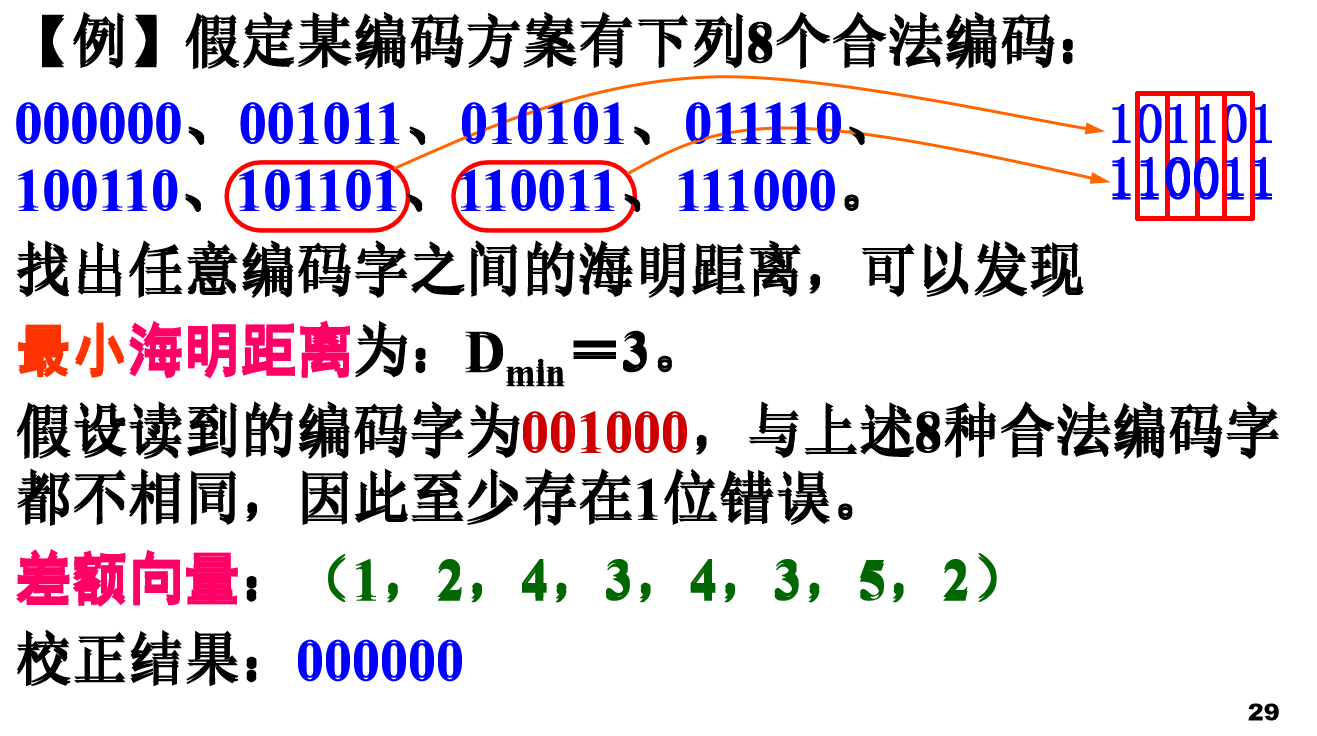 【例】假定某编码方案有下列8个合法编码：
000000、001011、010101、011110、
100110、101101、110011、111000。
101101
110011
找出任意编码字之间的海明距离，可以发现
最小海明距离为：Dmin＝3。
假设读到的编码字为001000，与上述8种合法编码字
都不相同，因此至少存在1位错误。
差额向量：（1，2，4，3，4，3，5，2）
校正结果：000000
29